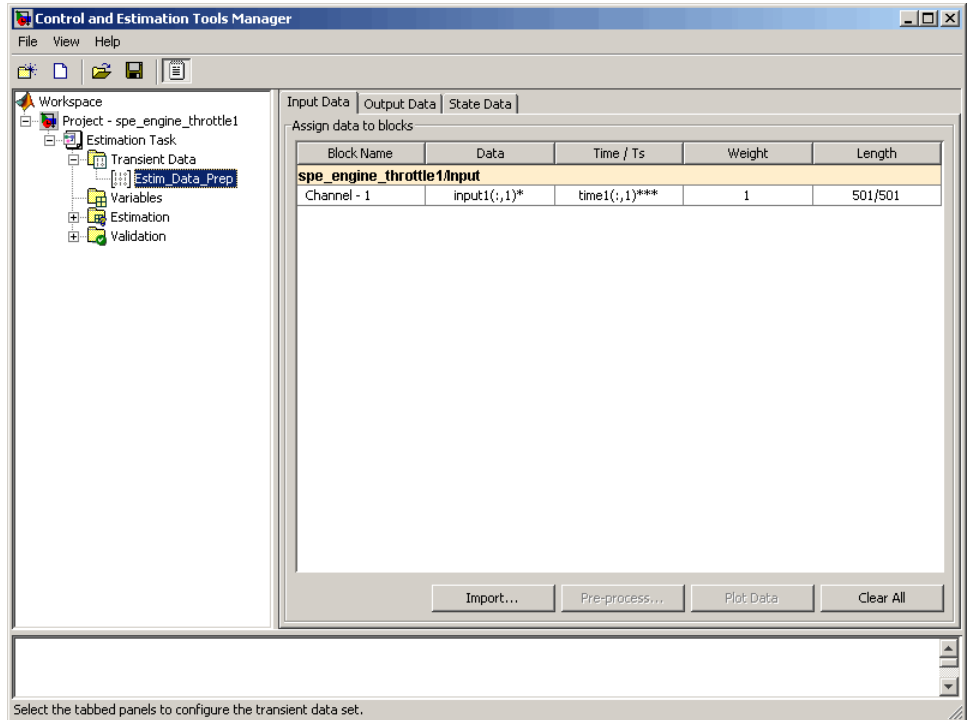 Control and Estimation Tools Manager
File View Help
Workspace
Project - spe_engine_throttle1
Estimation Task
Transient Data
Estim_Data_Prep
Variables
Estimation
Validation
Input Data Output Data State Data
Assign data to blocks
Block Name Data Time / Ts Weight Length
spe_engine_throttle1/Input
Channel - 1 input1(:,1)* time1(:,1)*** 1 501/501
Import... Pre-process... Plot Data Clear All
Select the tabbed panels to configure the transient data set.